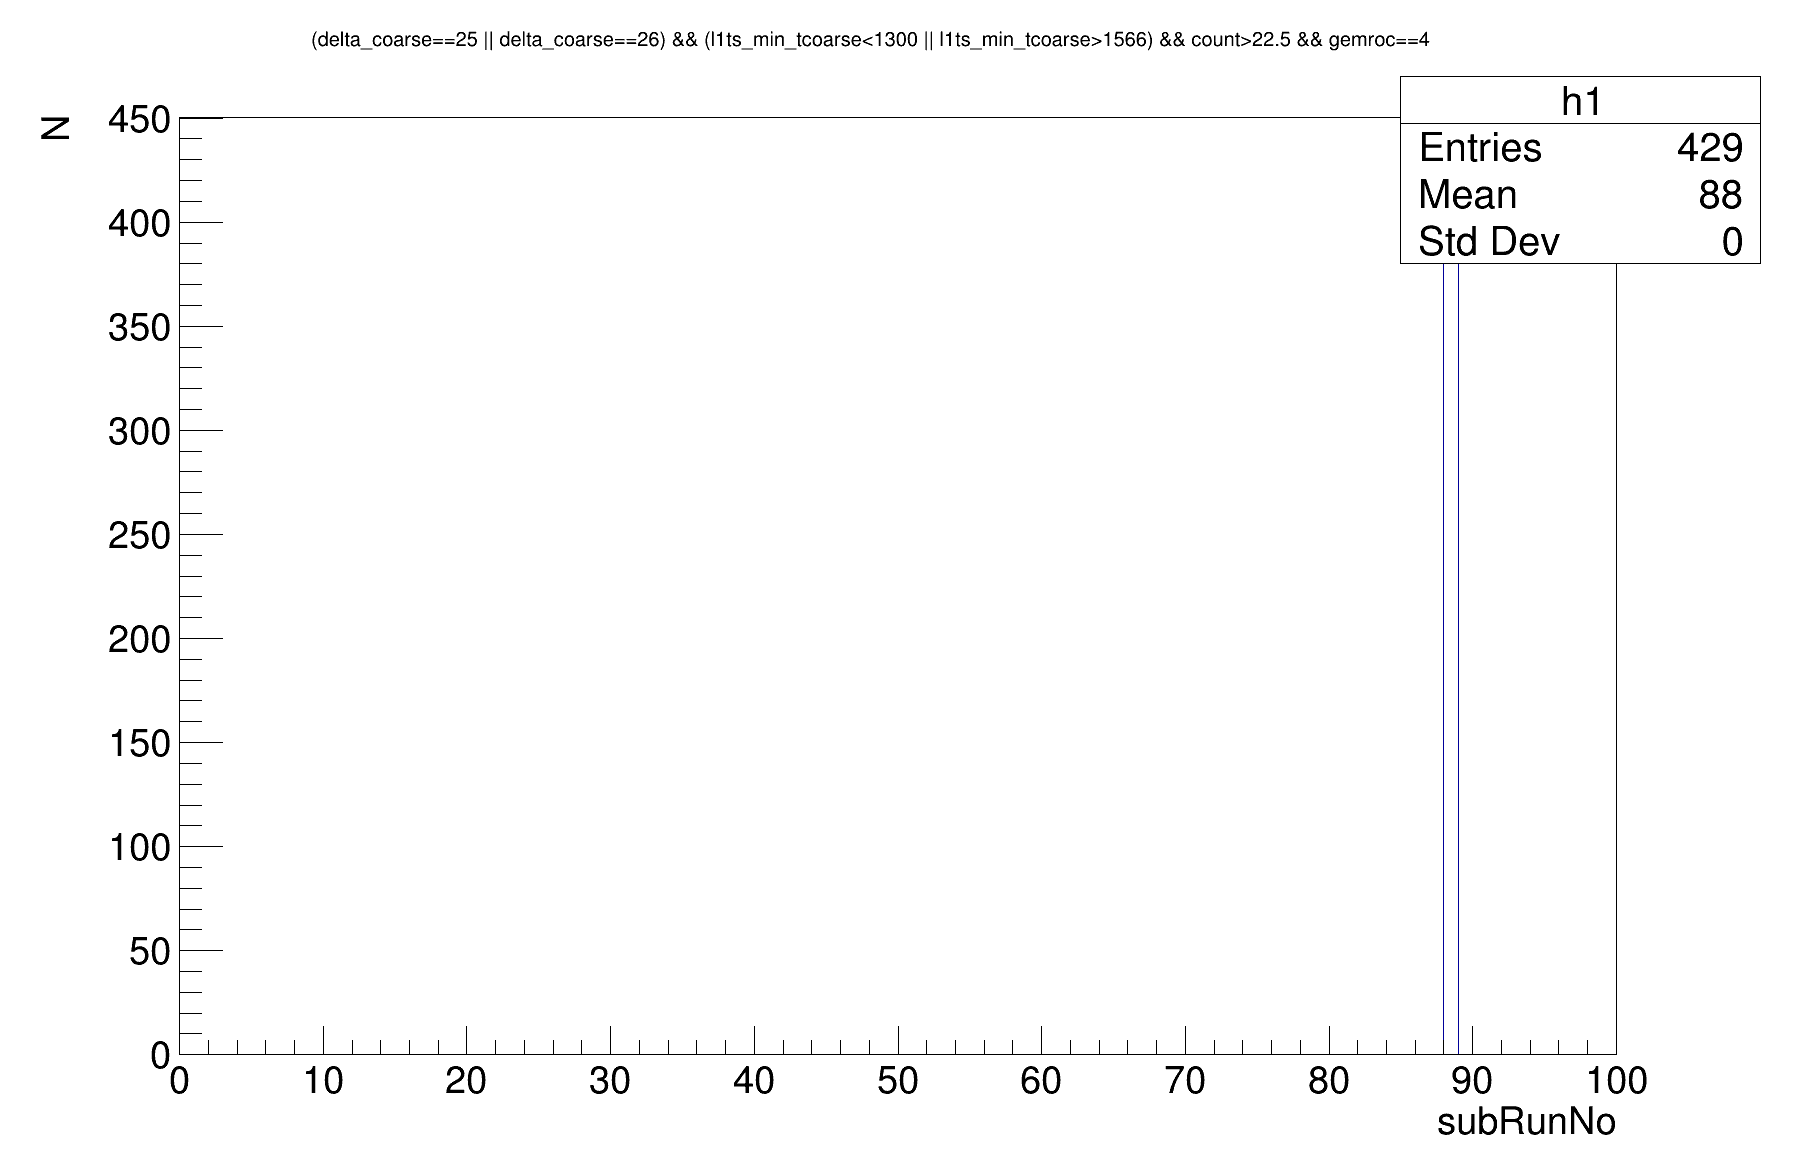 (delta_coarse==25 || delta_coarse==26) && (l1ts_min_tcoarse<1300 || l1ts_min_tcoarse>1566) && count>22.5 && gemroc==4
h1
Entries 429
Mean 88
Std Dev 0
N
450
400
350
300
250
200
150
100
50
0
0 10 20 30 40 50 60 70 80 90 100
subRunNo